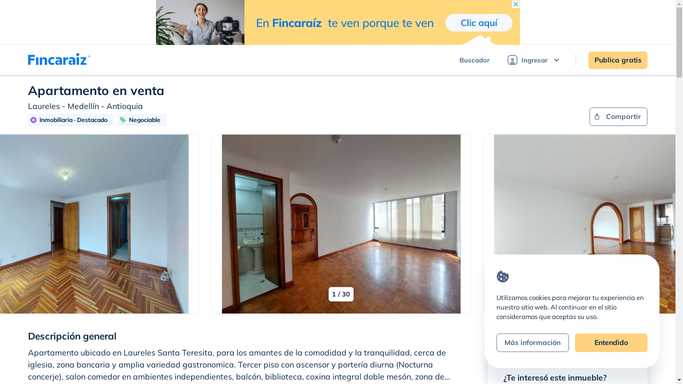 En Fincaraíz te ven porque te ven
Clic aquí
Fincaraíz
Buscador
Ingresar
Publica gratis
Apartamento en venta
Laureles - Medellín - Antioquia
Inmobiliaria - Destacado
Negociable
Compartir
1 / 30
Utilizamos cookies para mejorar tu experiencia en
nuestro sitio web. Al continuar en el sitio
consideramos que aceptas su uso.
Más información
Entendido
Descripción general
Apartamento ubicado en Laureles Santa Teresita, para los amantes de la comodidad y la tranquilidad, cerca de
iglesia, zona bancaria y amplia variedad gastronomica. Tercer piso con ascensor y portería diurna (Nocturna
concerje), salon comedor en ambientes independientes, balcón, biblioteca, coxina integral doble mesón, zona de...
¿Te interesó este inmueble?